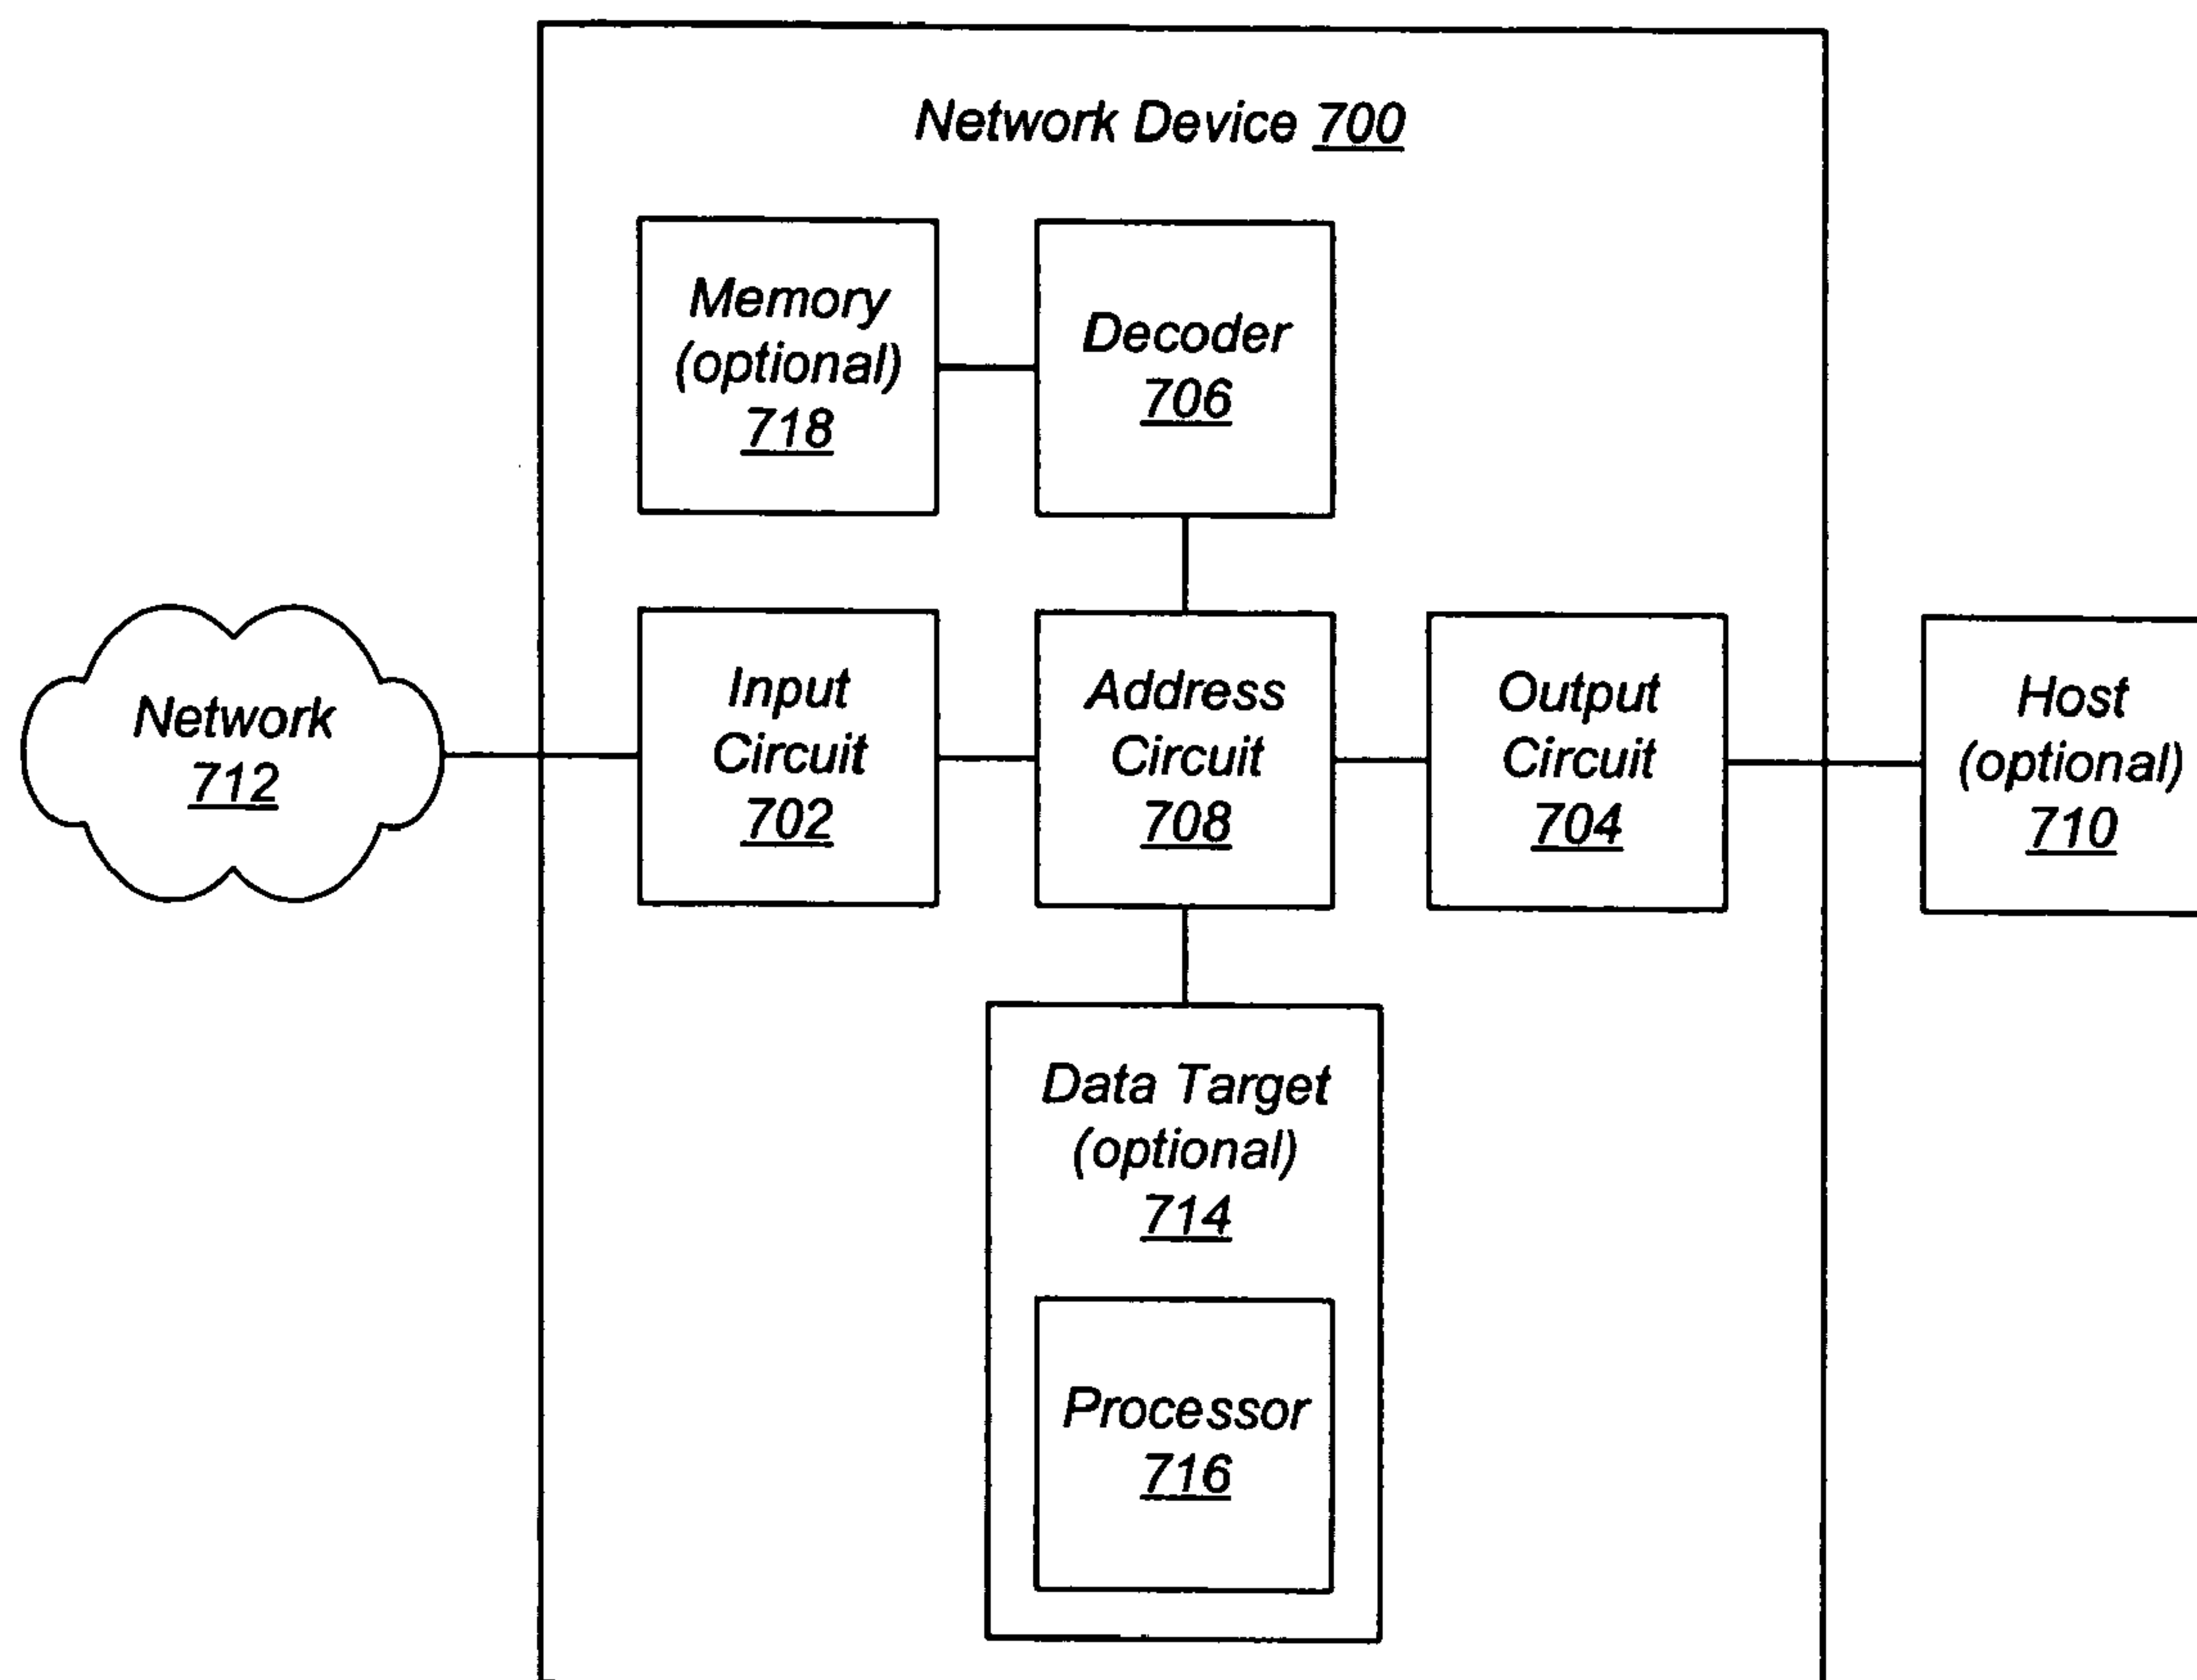 Network Device 700
Memory
(optional)
718
Decoder
706
Network
712
Input
Circuit
702
Address
Circuit
708
Output
Circuit
704
Host
(optional)
710
Data Target
(optional)
714
Processor
716